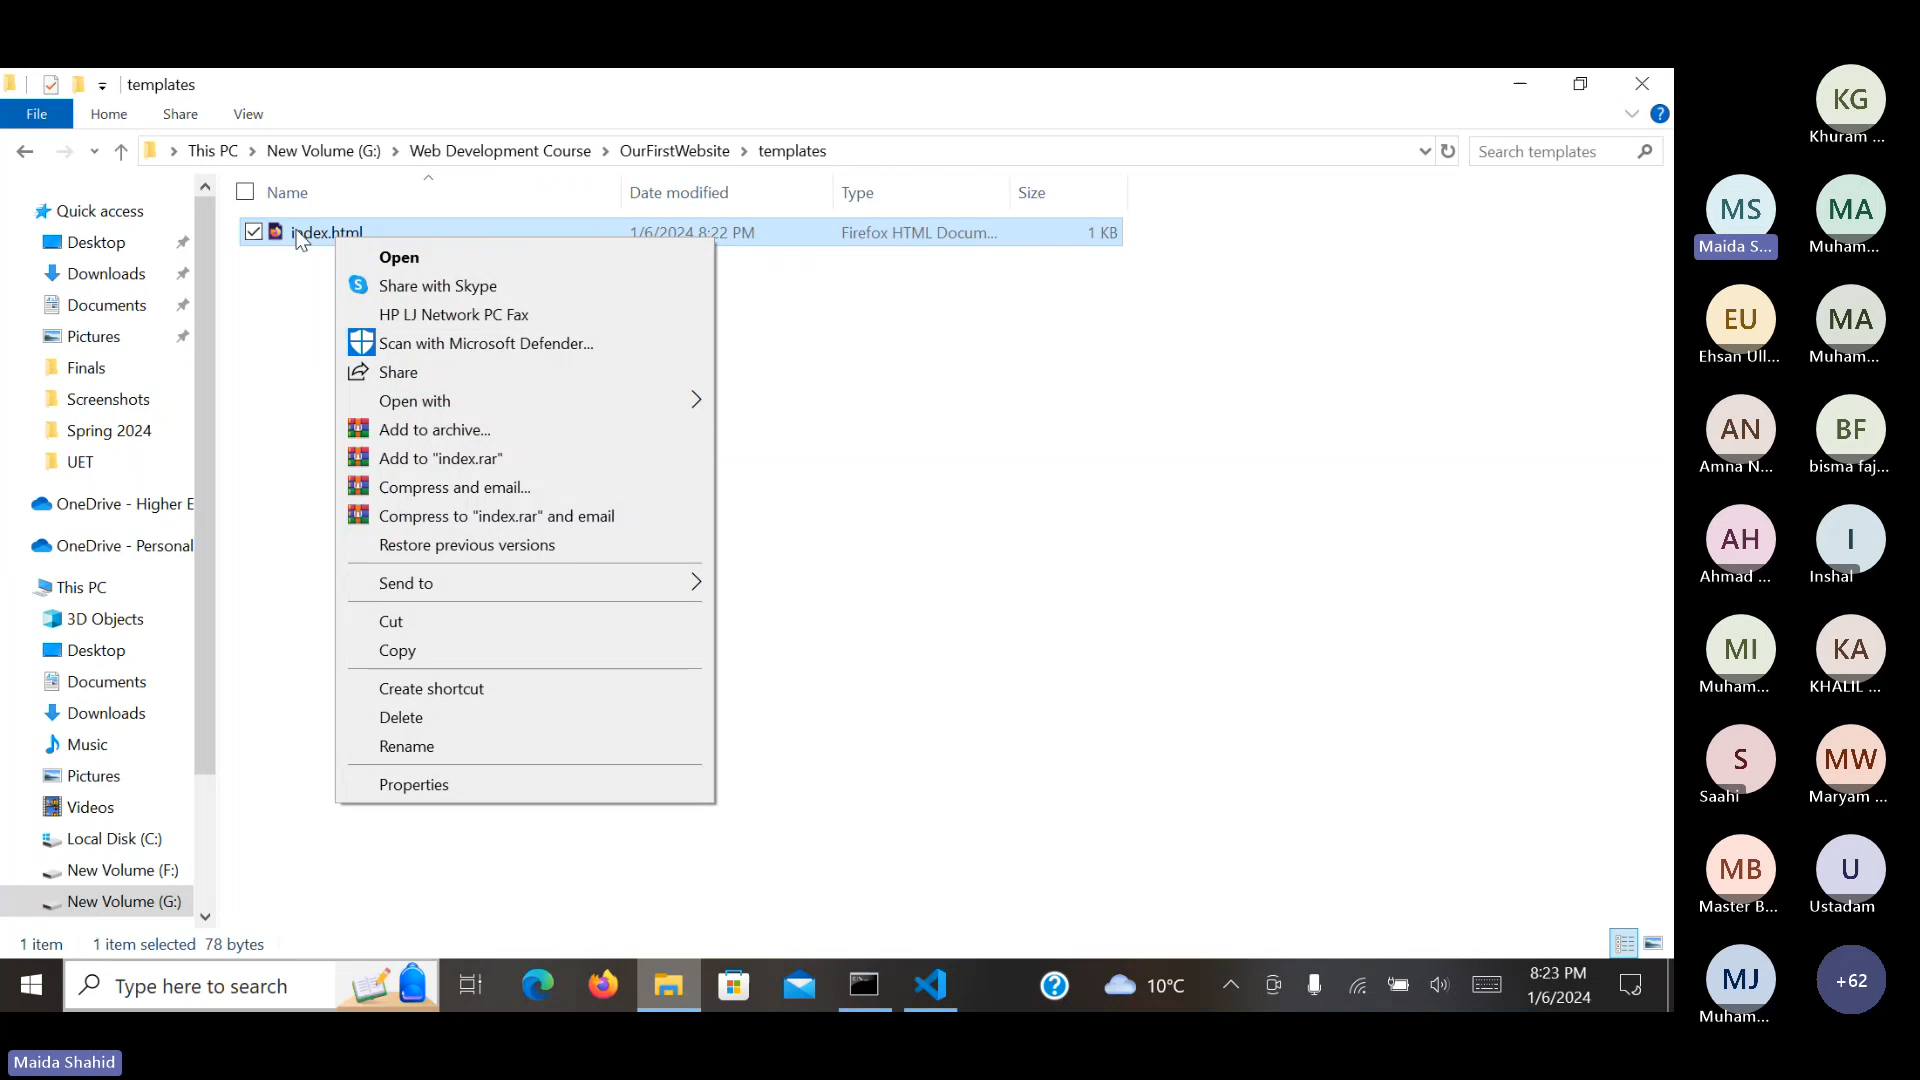 templates
File Home Share View
This PC New Volume (G:) Web Development Course OurFirstWebsite templates
Search templates
Name Date modified Type Size
index.html 1/6/2024 8:22 PM Firefox HTML Docum... 1 KB
Quick access
Desktop
Downloads
Documents
Pictures
Finals
Screenshots
Spring 2024
UET
OneDrive - Higher E
OneDrive - Personal
This PC
3D Objects
Desktop
Documents
Downloads
Music
Pictures
Videos
Local Disk (C:)
New Volume (F:)
New Volume (G:)
Open
Share with Skype
HP LJ Network PC Fax
Scan with Microsoft Defender...
Share
Open with
Add to archive...
Add to "index.rar"
Compress and email...
Compress to "index.rar" and email
Restore previous versions
Send to
Cut
Copy
Create shortcut
Delete
Rename
Properties
1 item 1 item selected 78 bytes
Type here to search
10°C
8:23 PM
1/6/2024
KG
Khuram ...
MS MA
Maida S... Muham...
EU MA
Ehsan Ull... Muham...
AN BF
Amna N... bisma faj...
AH I
Ahmad ... Inshal
MI KA
Muham... KHALIL ...
S MW
Saahi Maryam ...
MB U
Master B... Ustadam
MJ +62
Muham...
Maida Shahid